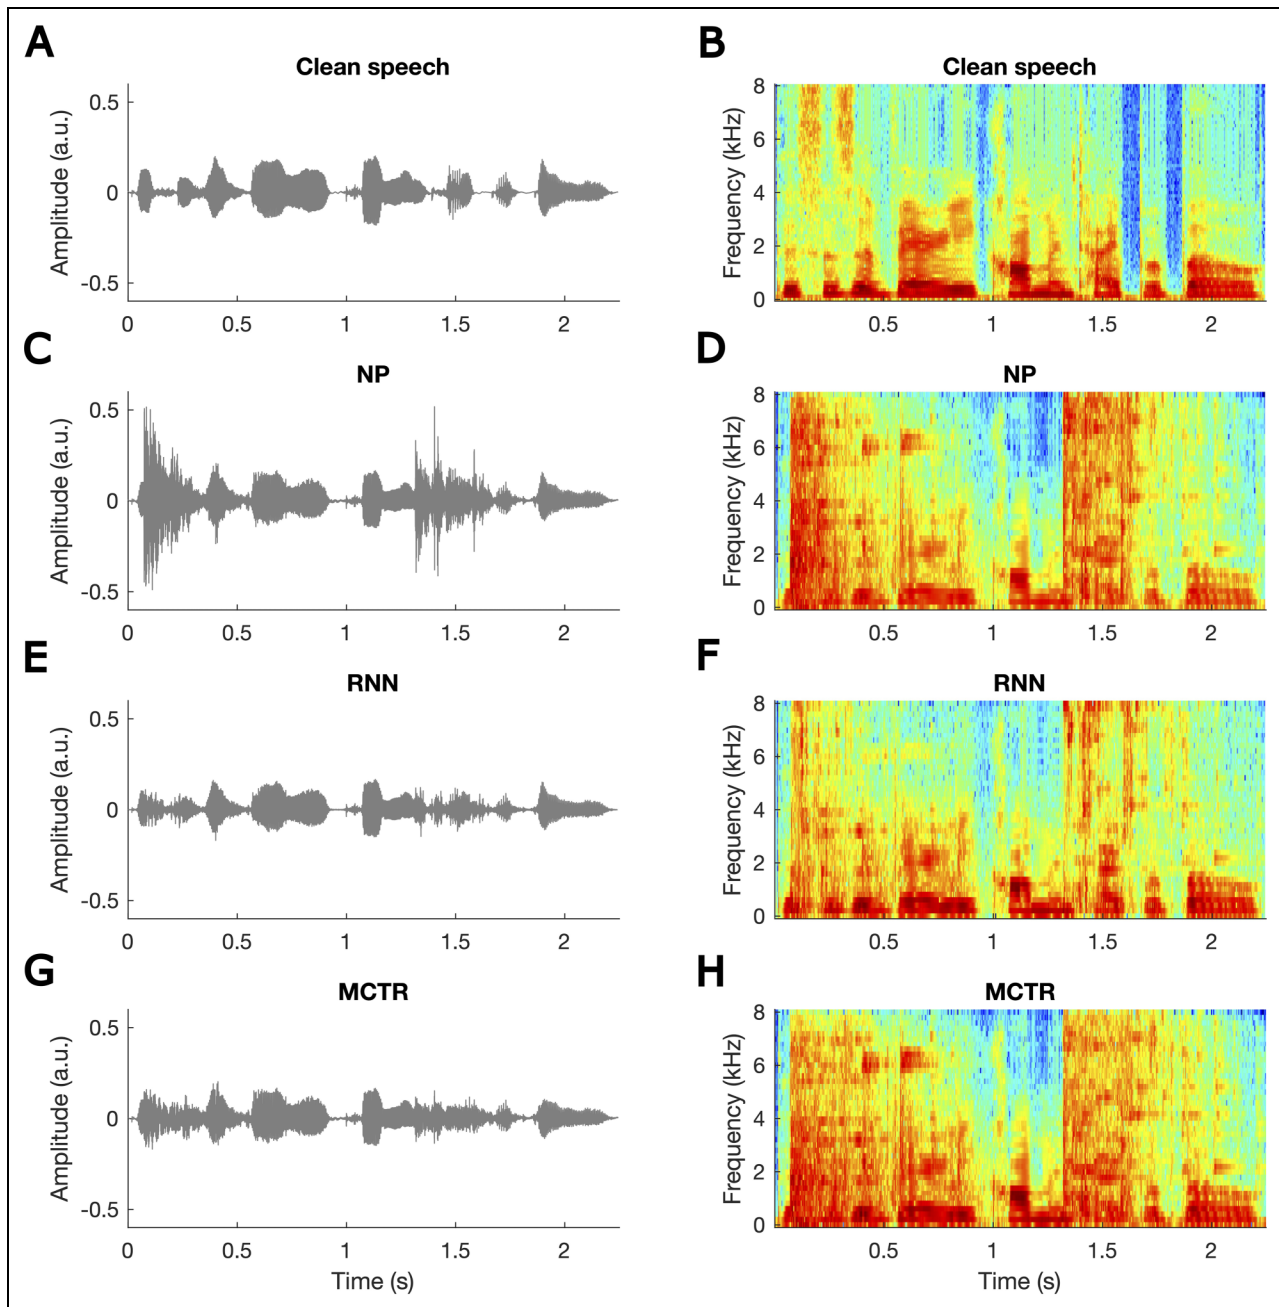 A
Clean speech
Amplitude (a.u.)
0.5
0
-0.5
0 0.5 1 1.5 2
B
Clean speech
Frequency (kHz)
8
6
4
2
0
0.5 1 1.5 2
C
NP
Amplitude (a.u.)
0.5
0
-0.5
0 0.5 1 1.5 2
D
NP
Frequency (kHz)
8
6
4
2
0
0.5 1 1.5 2
E
RNN
Amplitude (a.u.)
0.5
0
-0.5
0 0.5 1 1.5 2
F
RNN
Frequency (kHz)
8
6
4
2
0
0.5 1 1.5 2
G
MCTR
Amplitude (a.u.)
0.5
0
-0.5
0 0.5 1 1.5 2
Time (s)
H
MCTR
Frequency (kHz)
8
6
4
2
0
0.5 1 1.5 2
Time (s)